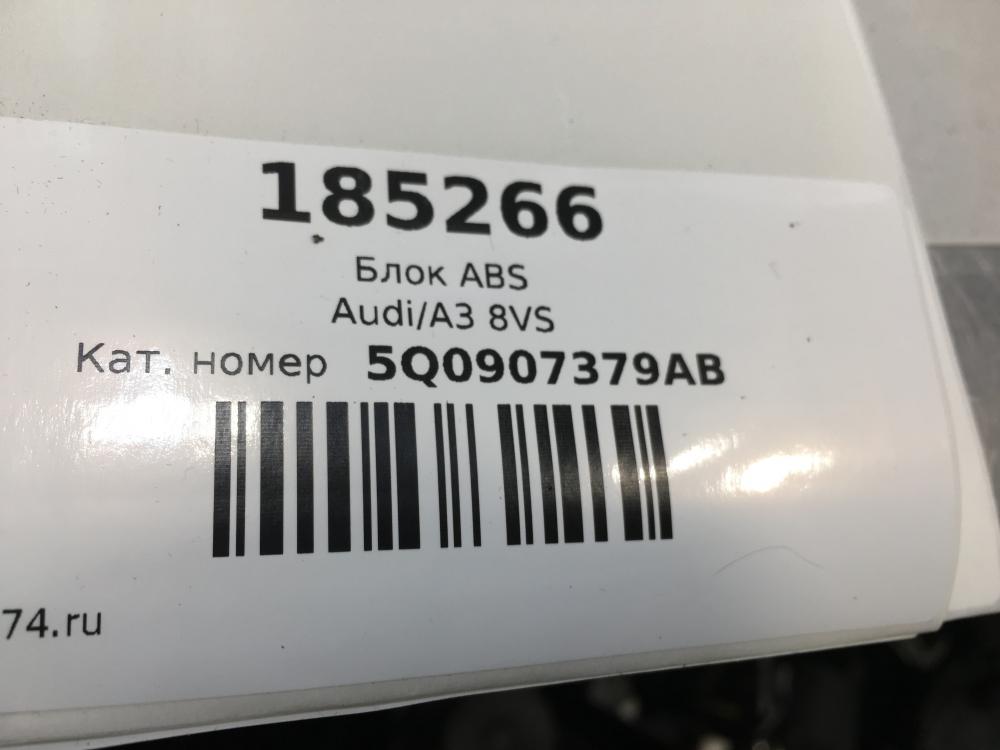 185266
Блок ABS
Audi/A3 8VS
Кат. номер 5Q0907379AB
74.ru